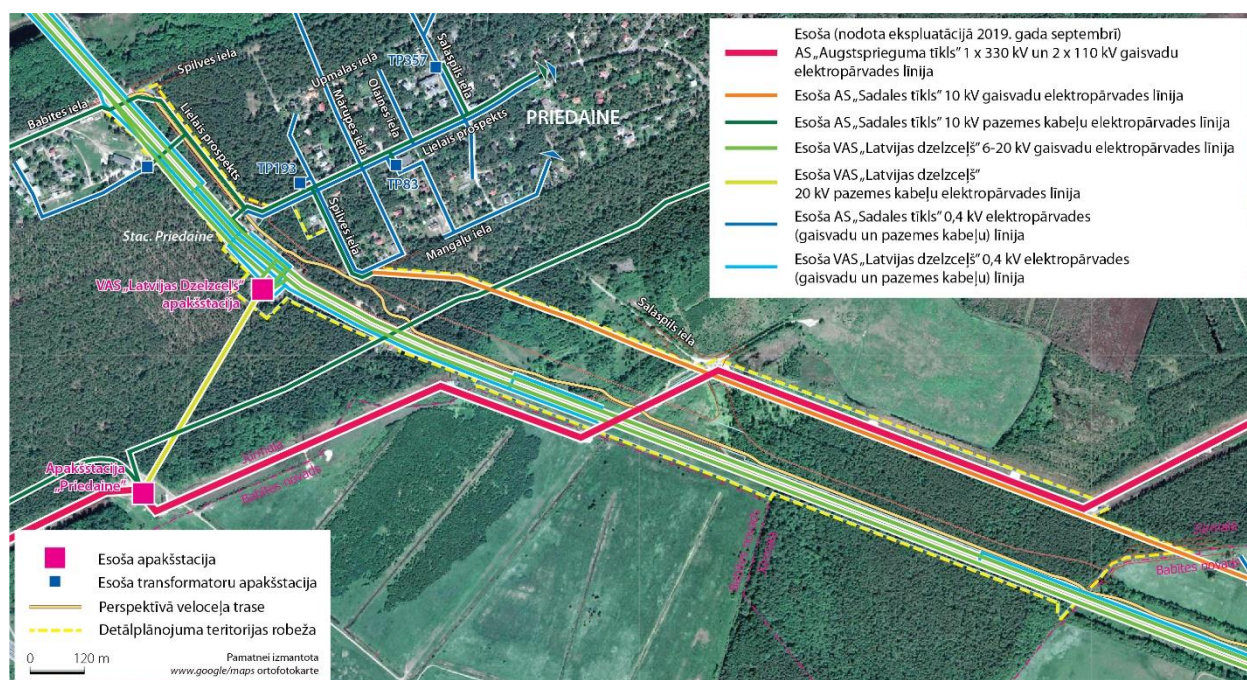 Esoša (nodota ekspluatācijā 2019. gada septembrī)
AS „Augstsprieguma tīkls” 1 x 330 kV un 2 x 110 kV gaisvadu
elektropārvades līnija
Esoša AS „Sadales tīkls” 10 kV gaisvadu elektropārvades līnija
Esoša AS „Sadales tīkls” 10 kV pazemes kabeļu elektropārvades līnija
Esoša VAS „Latvijas dzelzceļš” 6-20 kV gaisvadu elektropārvades līnija
Esoša VAS „Latvijas dzelzceļš”
20 kV pazemes kabeļu elektropārvades līnija
Esoša AS „Sadales tīkls” 0,4 kV elektropārvades
(gaisvadu un pazemes kabeļu) līnija
Esoša VAS „Latvijas dzelzceļš” 0,4 kV elektropārvades
(gaisvadu un pazemes kabeļu) līnija
Spilves iela
Babītes iela
Lielais prospekts
Upmalas iela
Mārupes iela
Olaines iela
TP357
Salaspils iela
PRIEDAINE
Lielais prospekts
TP193
TP83
Spilves iela
Mangaļu iela
Stac. Priedaine
VAS „Latvijas Dzelzceļš”
apakšstacija
Salaspils iela
Apakšstacija
„Priedaine”
Jūrmala
Babītes novads
Babītes novads
Jūrmala
Babītes novads
Esoša apakšstacija
Esoša transformatoru apakšstacija
Perspektīvā veloceļa trase
Detālplānojuma teritorijas robeža
0 120 m
Pamatnei izmantota
www.google/maps ortofotokarte